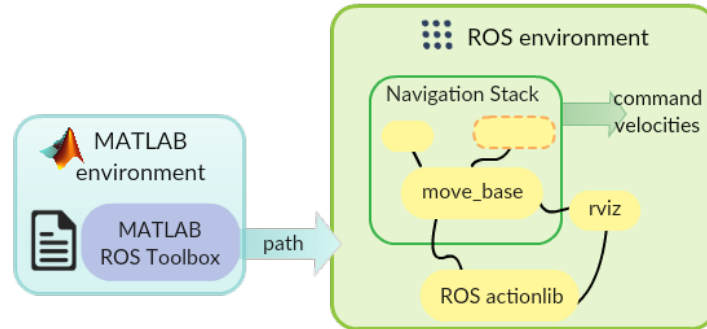 MATLAB
environment
MATLAB
ROS Toolbox
path
ROS environment
Navigation Stack
move_base
rviz
ROS actionlib
command
velocities